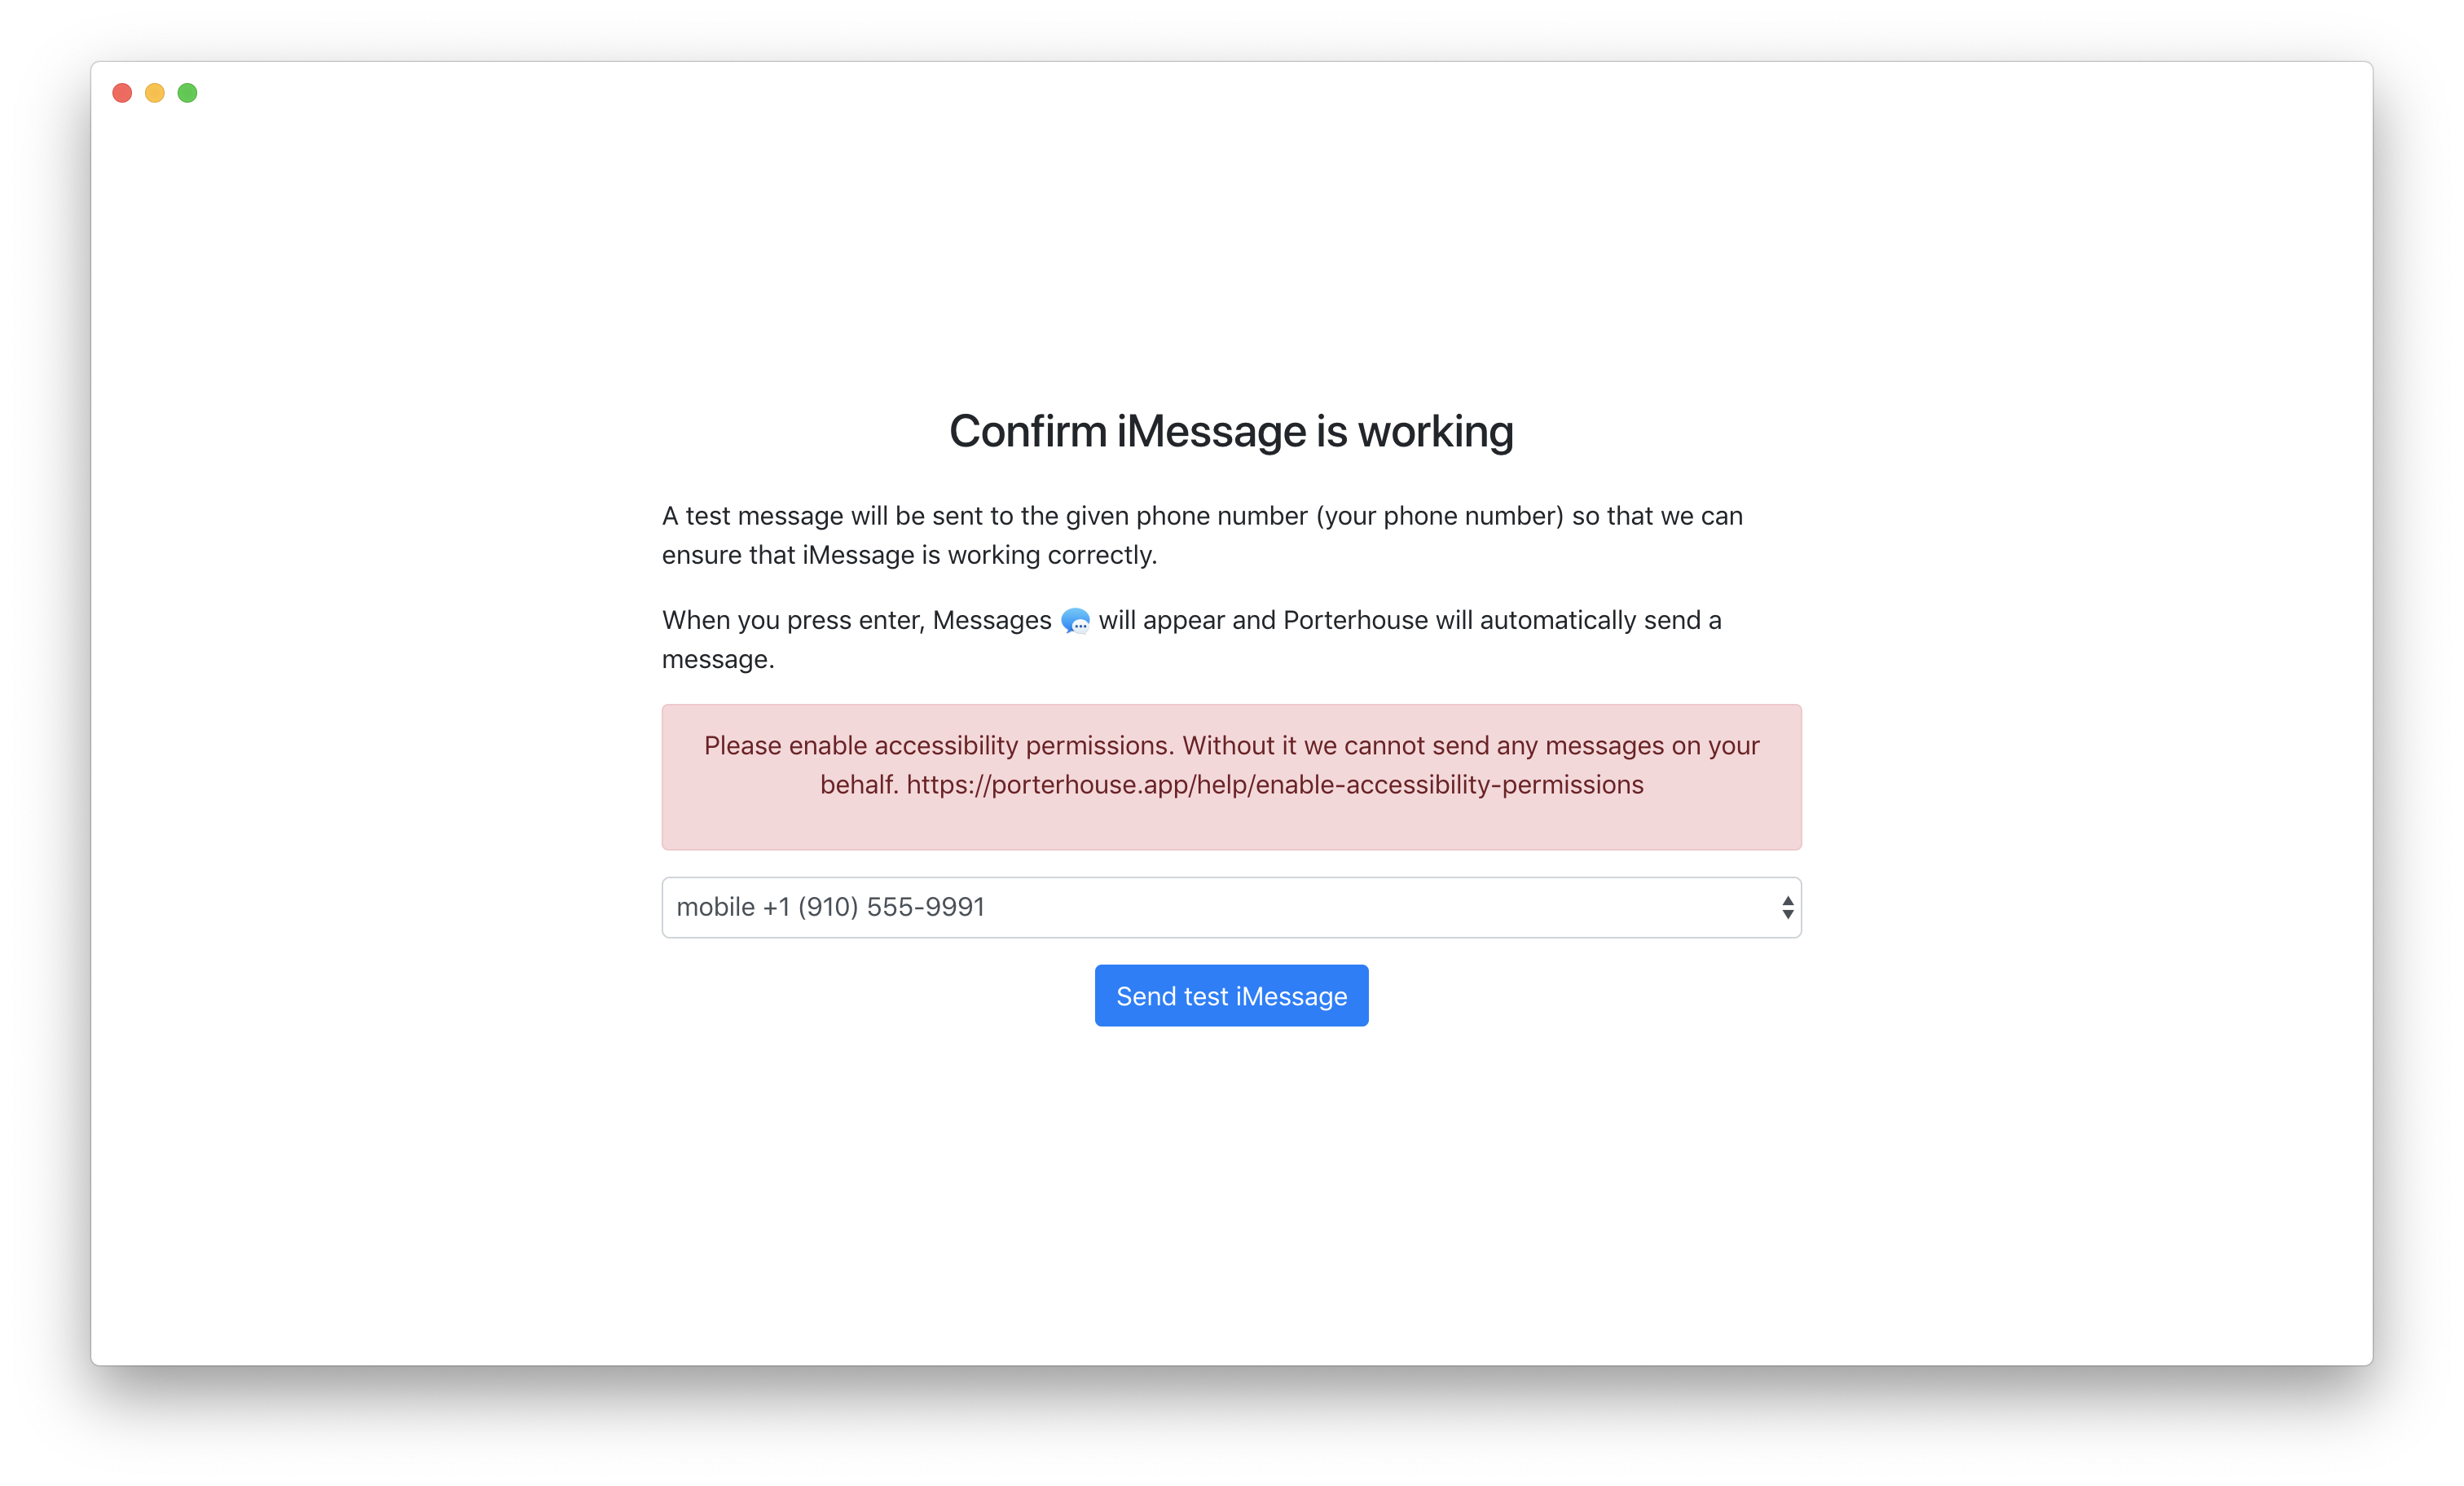 Confirm iMessage is working
A test message will be sent to the given phone number (your phone number) so that we can
ensure that iMessage is working correctly.
When you press enter, Messages will appear and Porterhouse will automatically send a
message.
Please enable accessibility permissions. Without it we cannot send any messages on your
behalf. https://porterhouse.app/help/enable-accessibility-permissions
mobile +1 (910) 555-9991
Send test iMessage